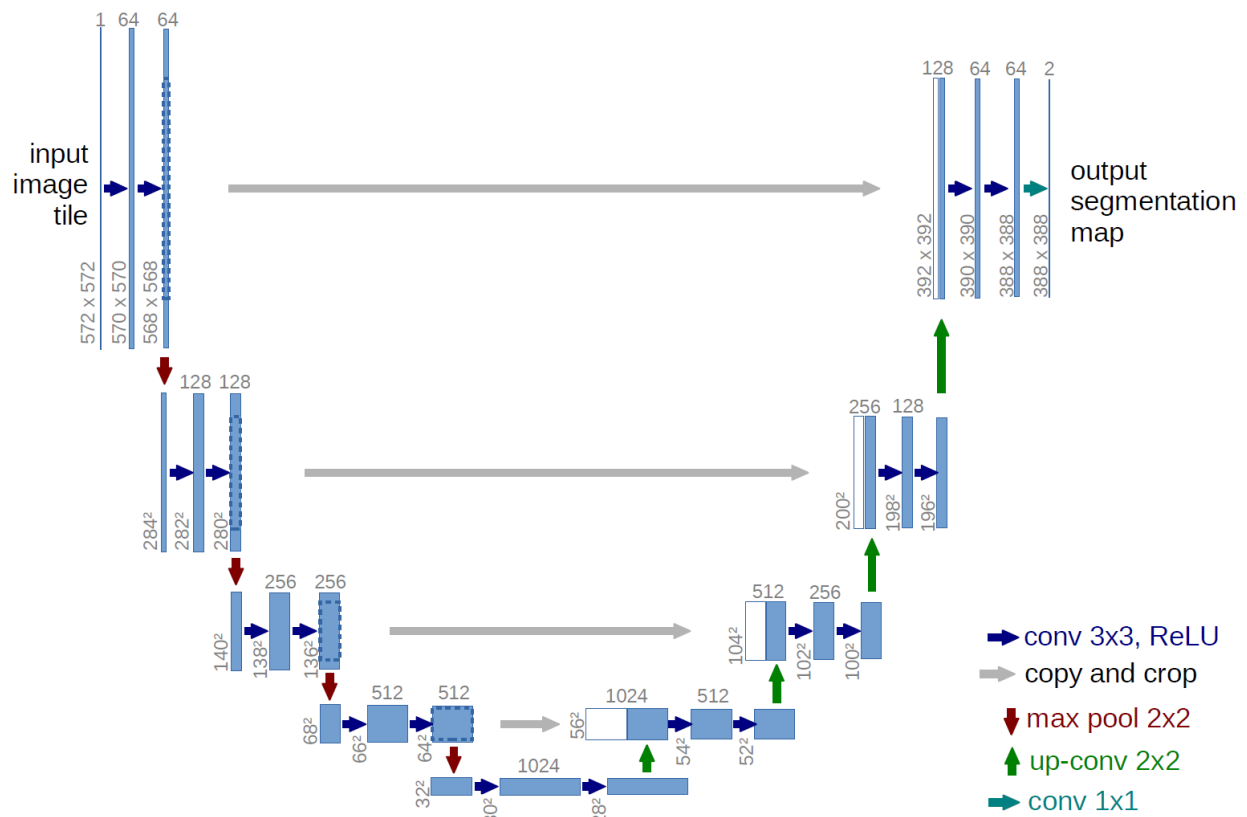 1 64 64
input
image
tile
572 x 572
570 x 570
568 x 568
128 64 64 2
output
segmentation
map
392 x 392
390 x 390
388 x 388
388 x 388
128 128
284²
282²
280²
256 128
200²
198²
196²
256 256
140²
138²
136²
512 256
104²
102²
100²
512 512
68²
66²
64²
1024 512
56²
54²
52²
1024
32²
30²
28²
conv 3x3, ReLU
copy and crop
max pool 2x2
up-conv 2x2
conv 1x1